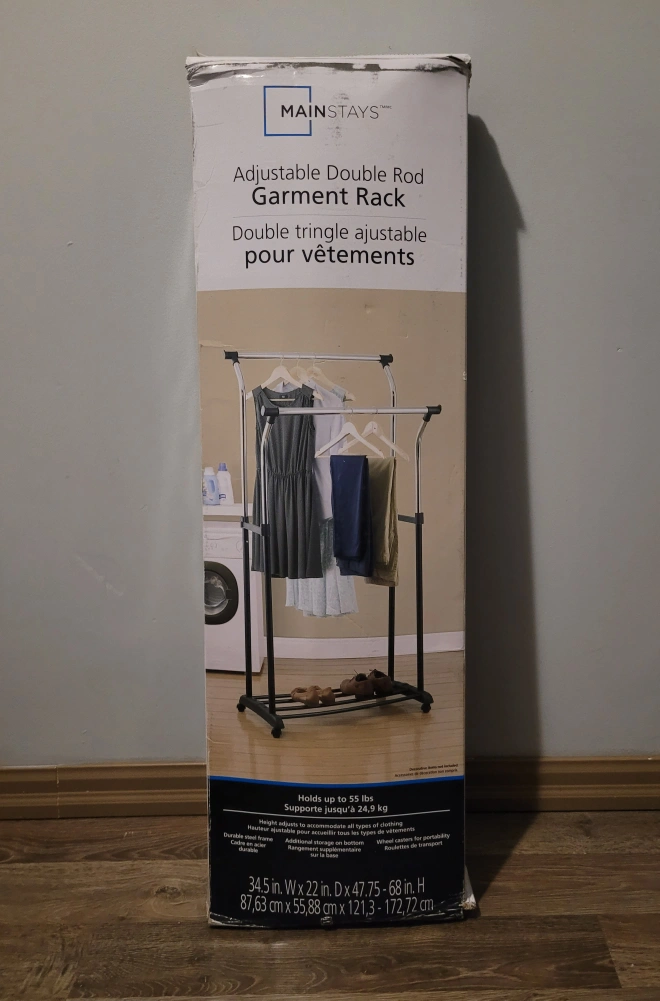 MAINSTAYS
Adjustable Double Rod
Garment Rack
Double tringle ajustable
pour vêtements
Holds up to 55 lbs
Supporte jusqu'à 24,9 kg
Height adjusts to accommodate all types of clothing
Hauteur ajustable pour accueillir tous les types de vêtements
Durable steel frame
Cadre en acier
durable
Additional storage on bottom
Rangement supplémentaire
sur la base
Wheel casters for portability
Roulettes de transport
34.5 in. W x 22 in. D x 47.75 - 68 in. H
87,63 cm x 55,88 cm x 121,3 - 172,72 cm